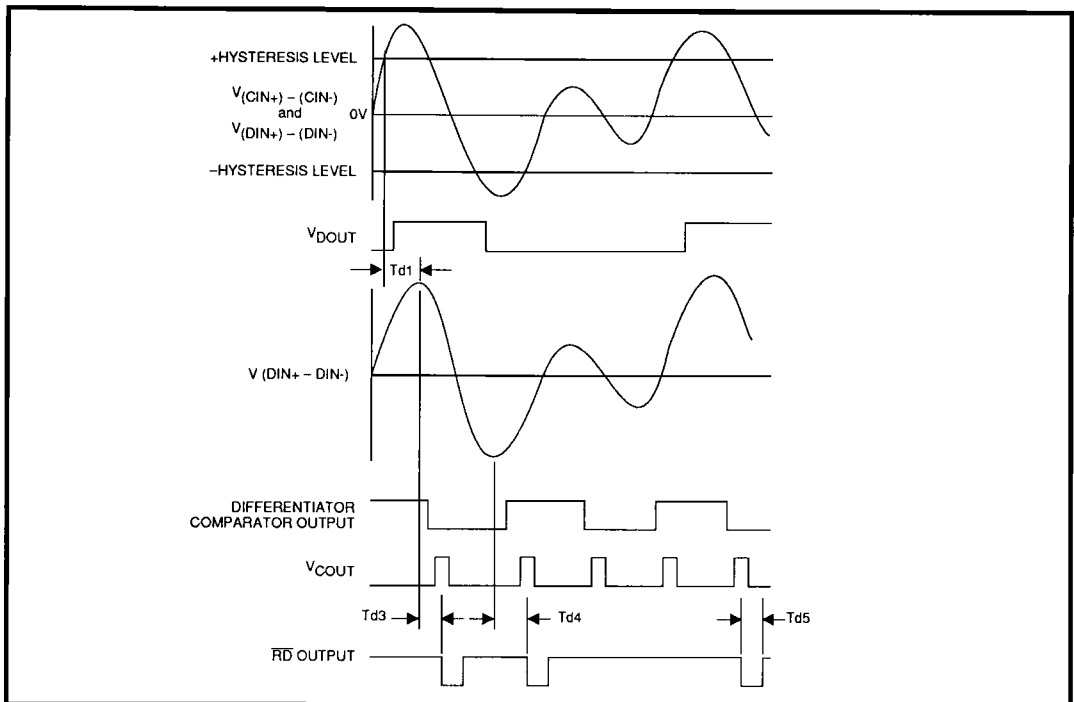 +HYSTERESIS LEVEL
V(CIN+) – (CIN-)
and
V(DIN+) – (DIN-)
0V
–HYSTERESIS LEVEL
VDOUT
Td1
V (DIN+ – DIN-)
DIFFERENTIATOR
COMPARATOR OUTPUT
VCOUT
Td3
Td4
Td5
RD OUTPUT